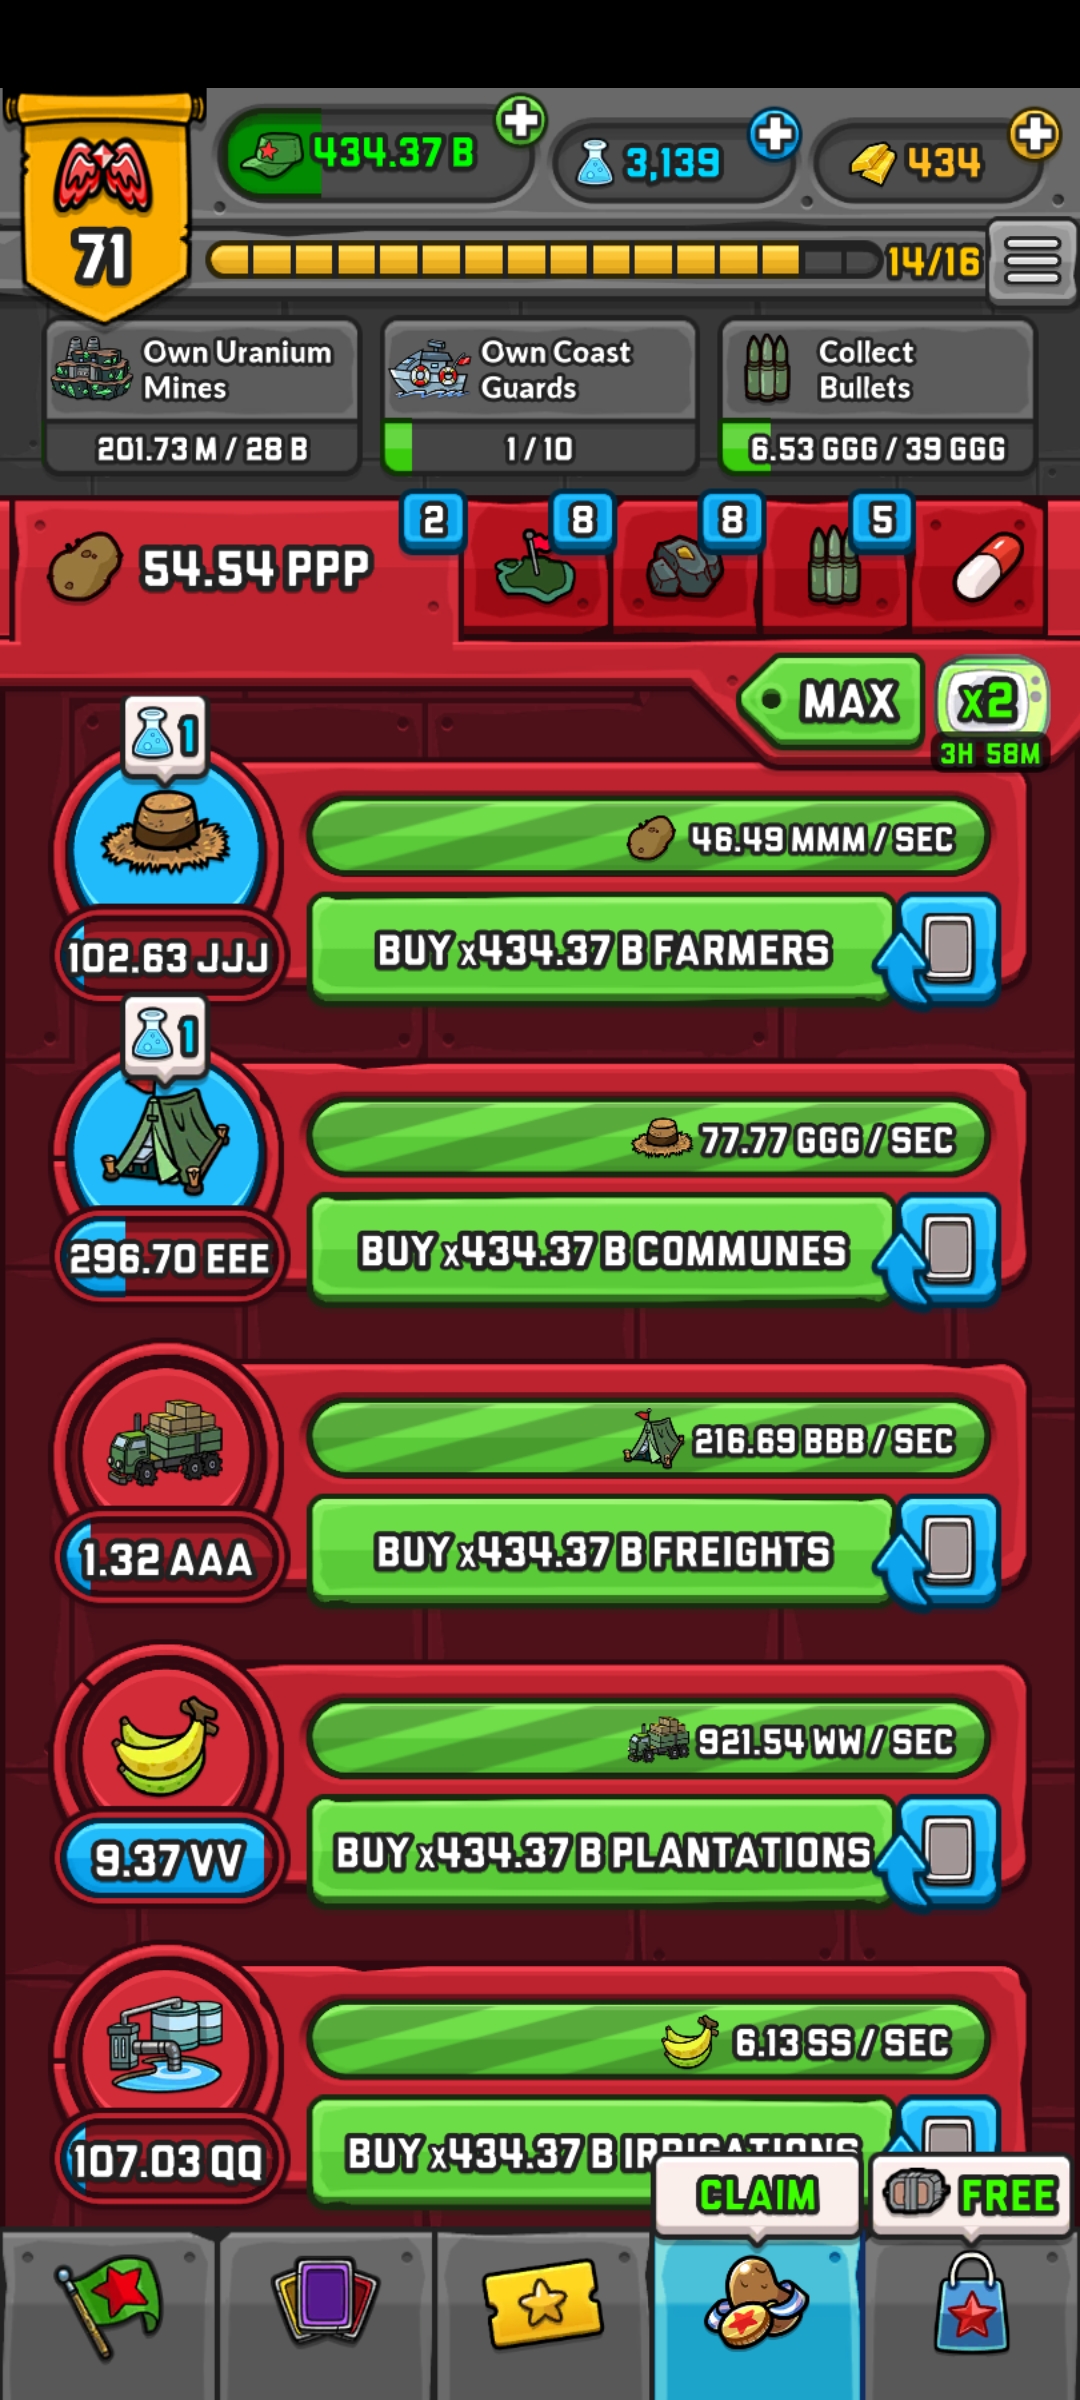 434.37 B
3,139
434
71
14/16
Own Uranium
Mines
201.73 M / 28 B
Own Coast
Guards
1 / 10
Collect
Bullets
6.53 GGG / 39 GGG
54.54 PPP
2
8
8
5
MAX
x2
3H 58M
1
46.49 MMM / SEC
102.63 JJJ
BUY x434.37 B FARMERS
1
77.77 GGG / SEC
296.70 EEE
BUY x434.37 B COMMUNES
216.69 BBB / SEC
1.32 AAA
BUY x434.37 B FREIGHTS
921.54 WW / SEC
9.37 VV
BUY x434.37 B PLANTATIONS
6.13 SS / SEC
107.03 QQ
BUY x434.37 B IRRIGATIONS
CLAIM
FREE